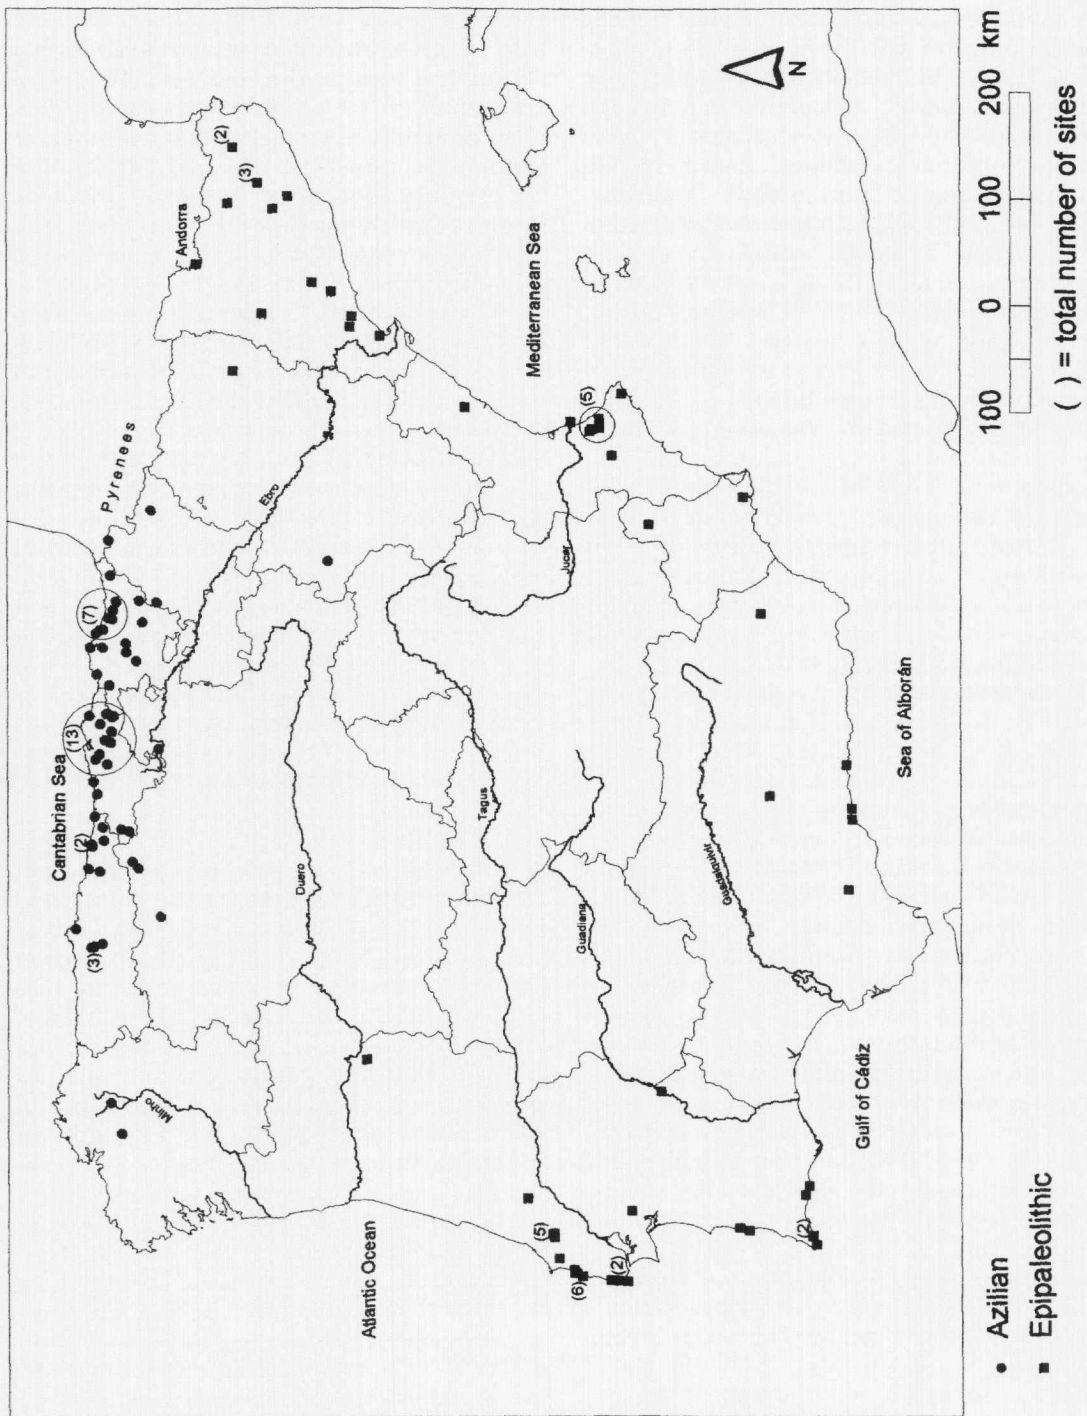 Cantabrian Sea
(3)
(2)
(13)
(7)
Pyrenees
Andorra
(2)
(3)
Minho
Duero
Ebro
Atlantic Ocean
Mediterranean Sea
(5)
(6)
(2)
(2)
Tagus
Jucar
(5)
Guadiana
Guadalquivir
Gulf of Cádiz
Sea of Alborán
N
Azilian
Epipaleolithic
100 0 100 200 km
( ) = total number of sites